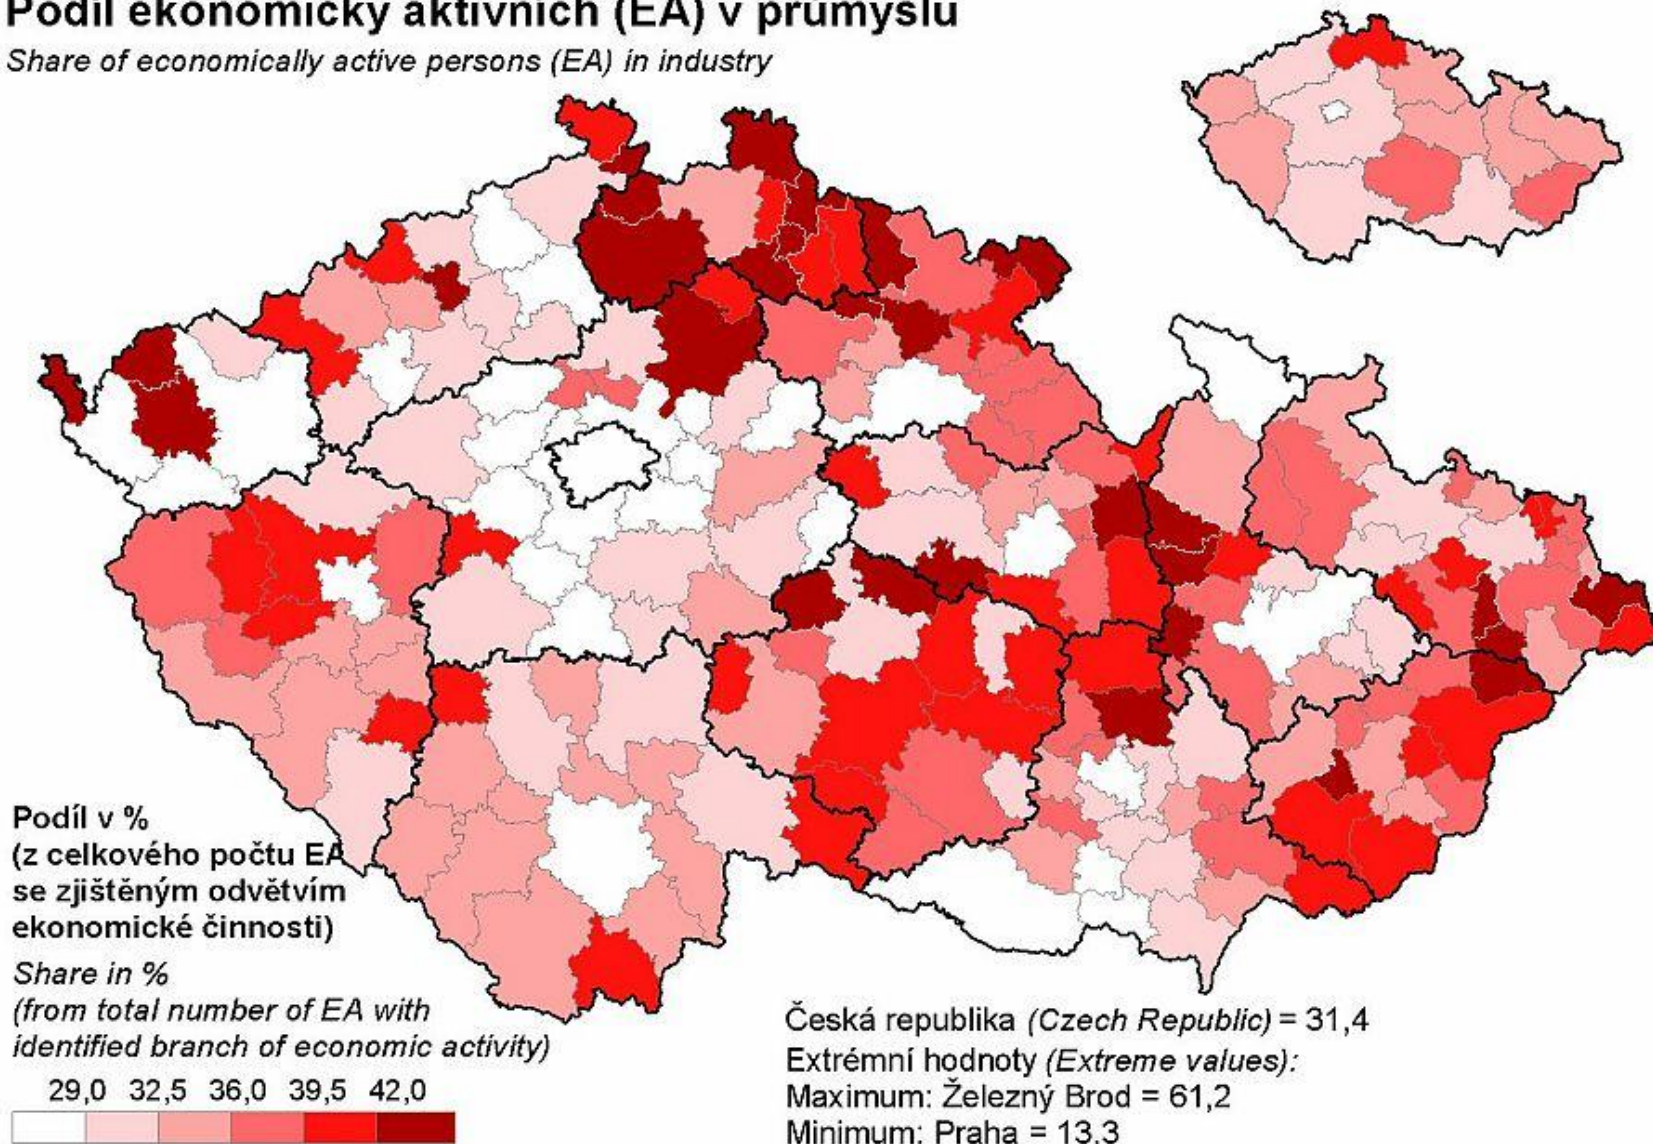 Podíl ekonomicky aktivních (EA) v průmyslu
Share of economically active persons (EA) in industry
Podíl v %
(z celkového počtu EA
se zjištěným odvětvím
ekonomické činnosti)
Share in %
(from total number of EA with
identified branch of economic activity)
29,0 32,5 36,0 39,5 42,0
Česká republika (Czech Republic) = 31,4
Extrémní hodnoty (Extreme values):
Maximum: Železný Brod = 61,2
Minimum: Praha = 13,3